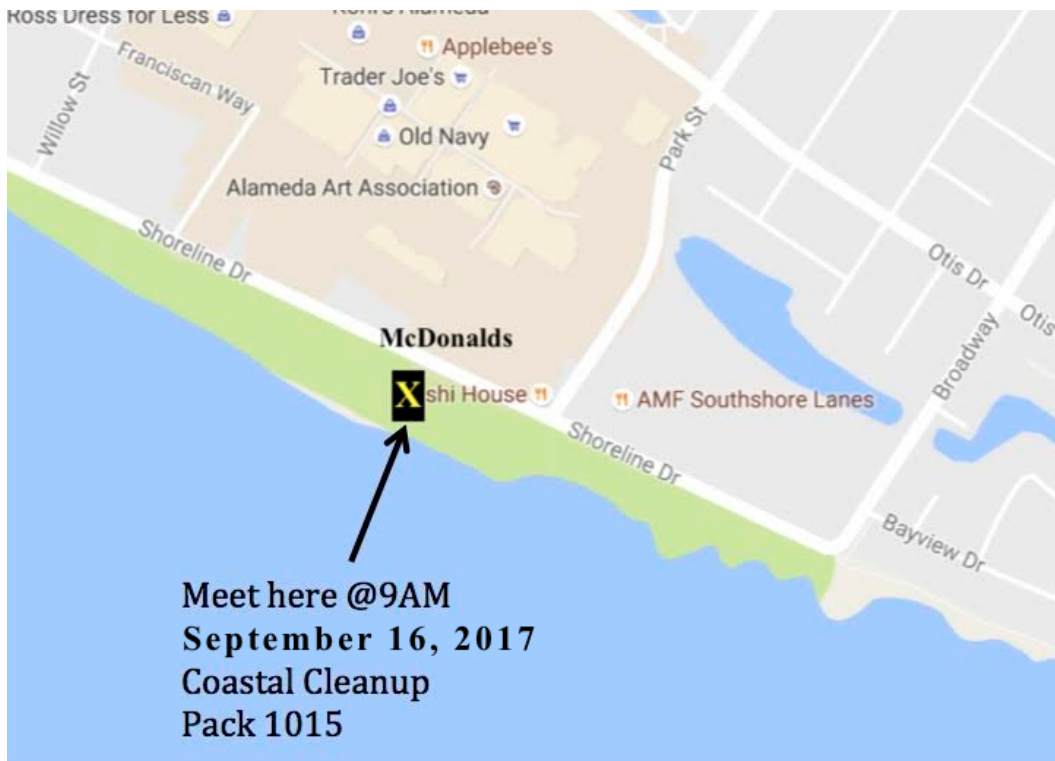 Ross Dress for Less
Kohl's Alameda
Applebee's
Franciscan Way
Trader Joe's
Willow St
Old Navy
Park St
Alameda Art Association
Shoreline Dr
Otis Dr
Otis
McDonalds
Broadway
X
shi House
AMF Southshore Lanes
Shoreline Dr
Bayview Dr
Meet here @9AM
September 16, 2017
Coastal Cleanup
Pack 1015